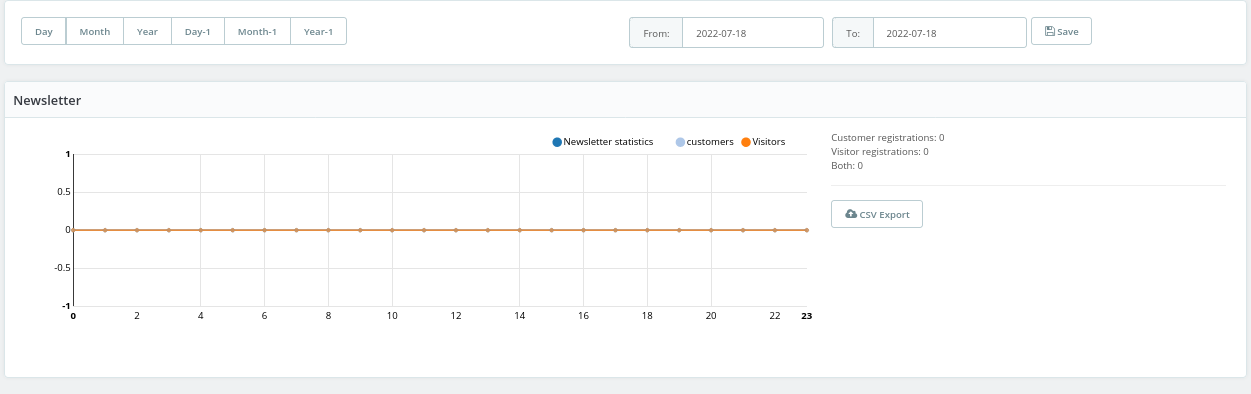 Day Month Year Day-1 Month-1 Year-1 From: 2022-07-18 To: 2022-07-18 Save
Newsletter
Newsletter statistics customers Visitors
1
0.5
0
-0.5
-1
0 2 4 6 8 10 12 14 16 18 20 22 23
Customer registrations: 0
Visitor registrations: 0
Both: 0
CSV Export